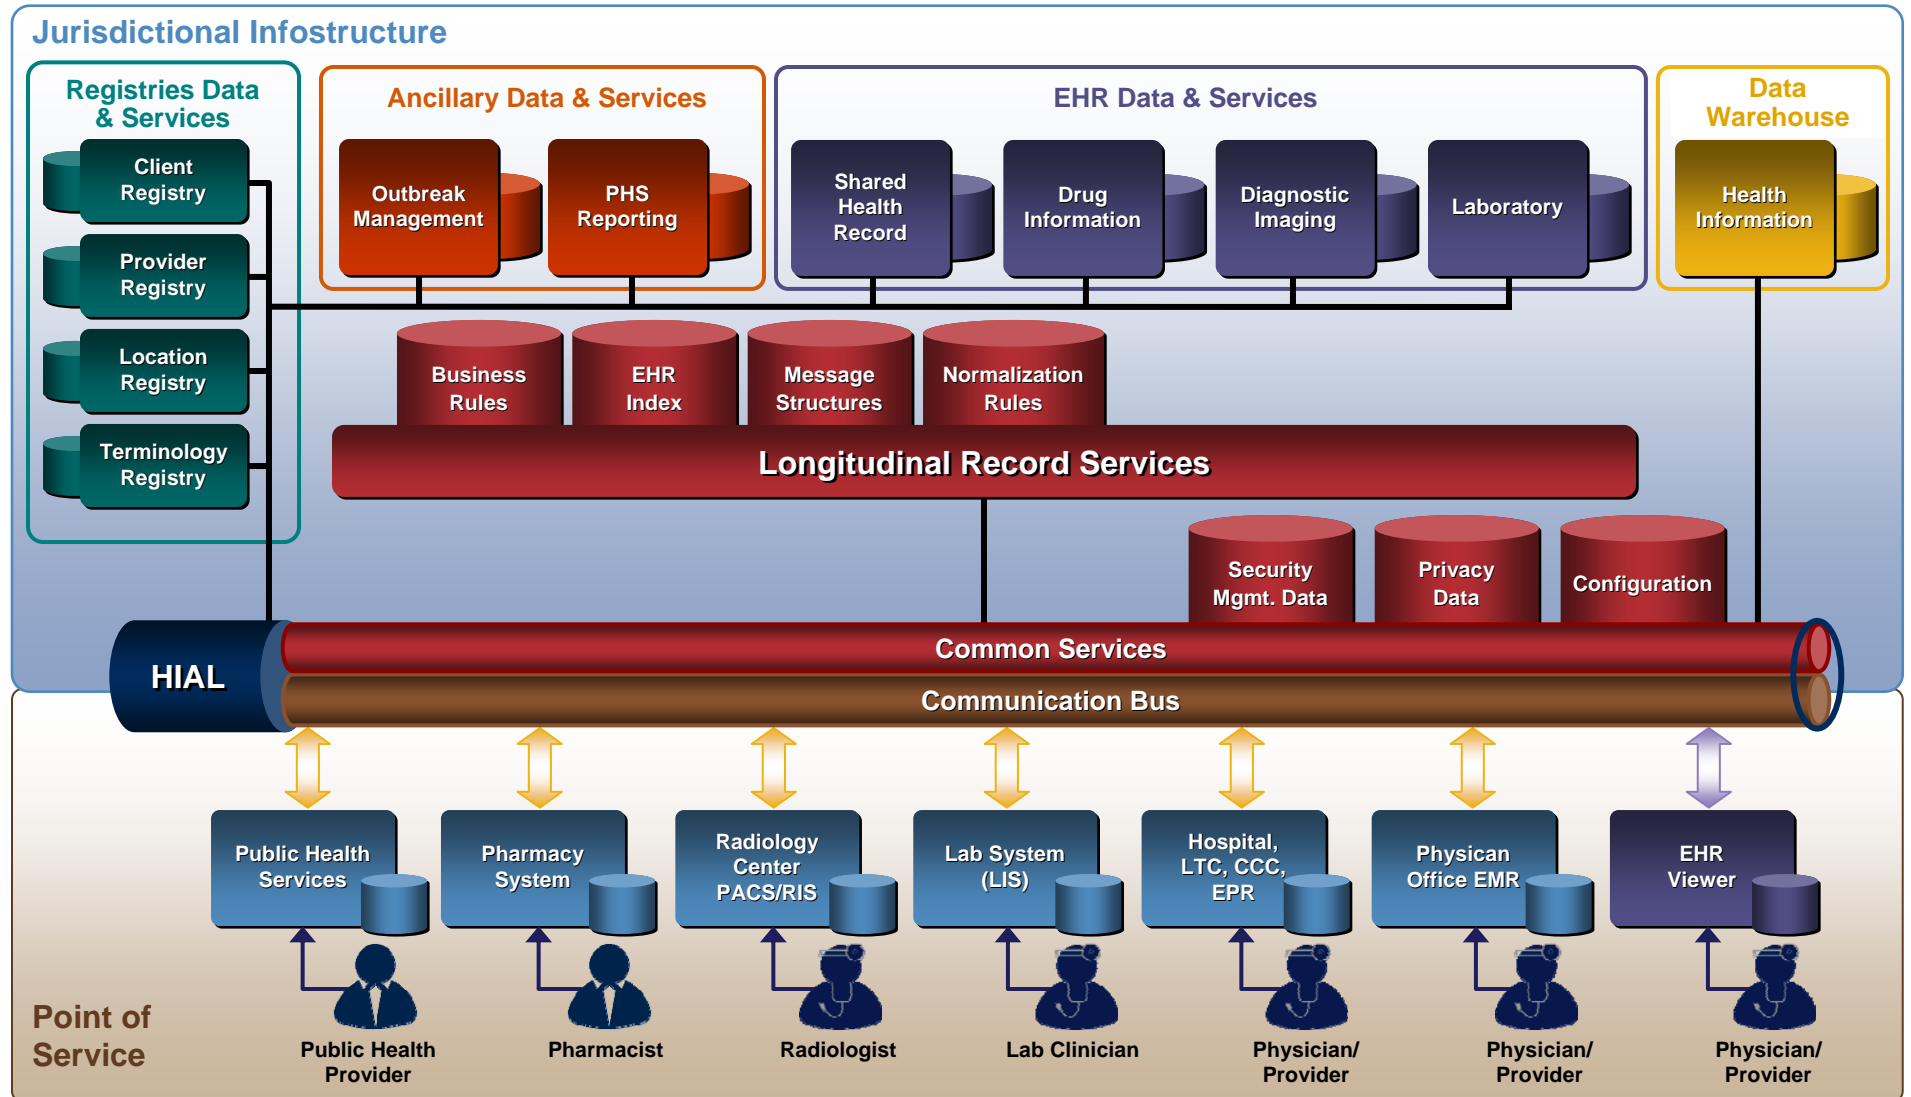 Jurisdictional Infostructure
Registries Data
& Services
Client
Registry
Provider
Registry
Location
Registry
Terminology
Registry
Ancillary Data & Services
Outbreak
Management
PHS
Reporting
EHR Data & Services
Shared
Health
Record
Drug
Information
Diagnostic
Imaging
Laboratory
Data
Warehouse
Health
Information
Business
Rules
EHR
Index
Message
Structures
Normalization
Rules
Longitudinal Record Services
Security
Mgmt. Data
Privacy
Data
Configuration
HIAL
Common Services
Communication Bus
Public Health
Services
Pharmacy
System
Radiology
Center
PACS/RIS
Lab System
(LIS)
Hospital,
LTC, CCC,
EPR
Physican
Office EMR
EHR
Viewer
Point of
Service
Public Health
Provider
Pharmacist
Radiologist
Lab Clinician
Physician/
Provider
Physician/
Provider
Physician/
Provider